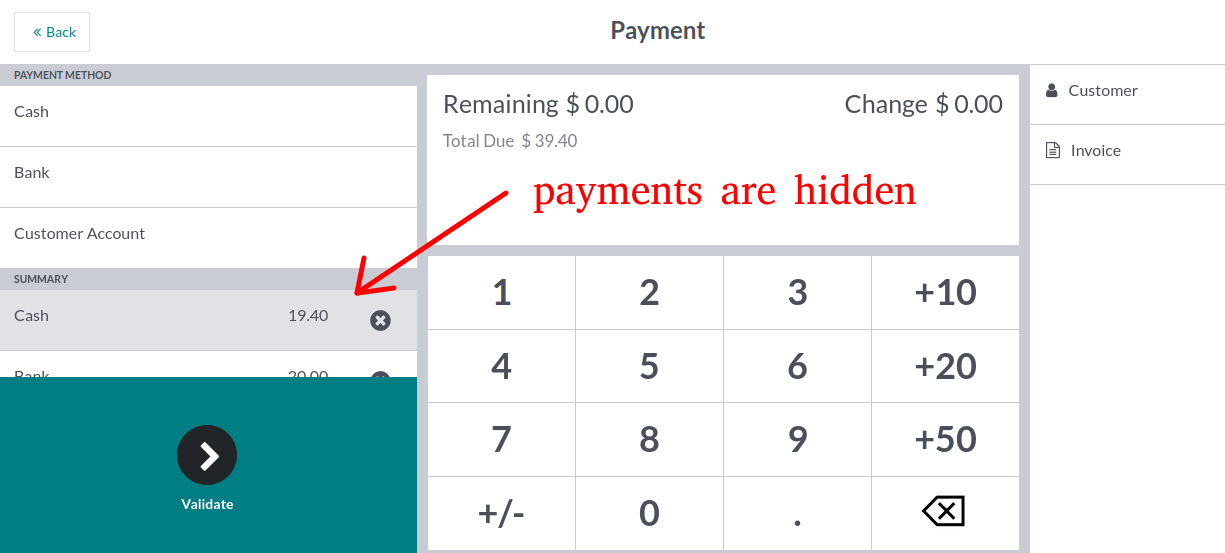 « Back
Payment
PAYMENT METHOD
Cash
Bank
Customer Account
SUMMARY
Cash 19.40
Bank 20.00
Validate
Remaining $ 0.00 Change $ 0.00
Total Due $ 39.40
payments are hidden
1 2 3 +10
4 5 6 +20
7 8 9 +50
+/- 0 .
Customer
Invoice